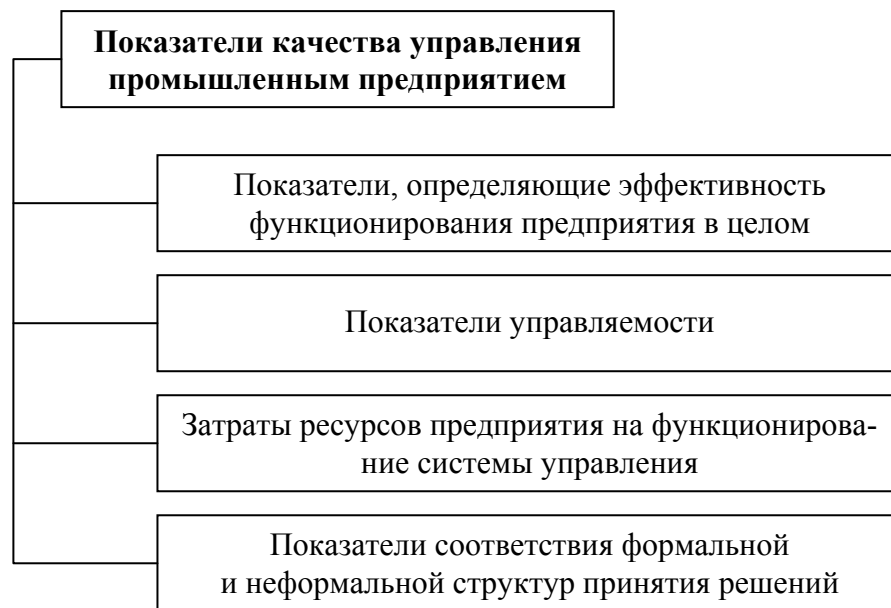 Показатели качества управления
промышленным предприятием
Показатели, определяющие эффективность
функционирования предприятия в целом
Показатели управляемости
Затраты ресурсов предприятия на функционирова-
ние системы управления
Показатели соответствия формальной
и неформальной структур принятия решений